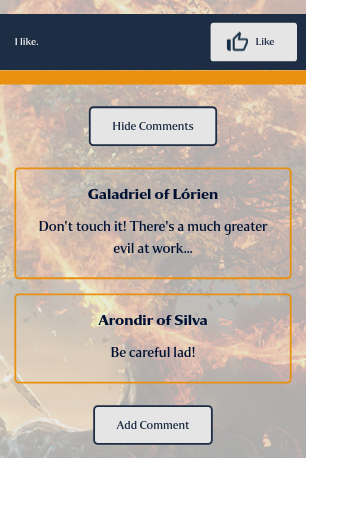 I like.
Like
Hide Comments
Galadriel of Lórien
Don't touch it! There's a much greater
evil at work...
Arondir of Silva
Be careful lad!
Add Comment